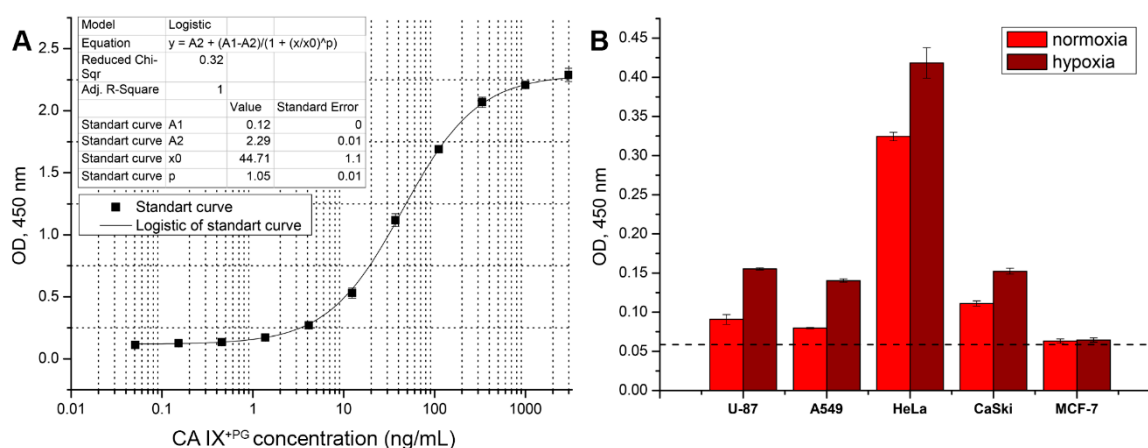 A
Model Logistic
Equation y = A2 + (A1-A2)/(1 + (x/x0)^p)
Reduced Chi-Sqr 0.32
Adj. R-Square 1
Value Standard Error
Standart curve A1 0.12 0
Standart curve A2 2.29 0.01
Standart curve x0 44.71 1.1
Standart curve p 1.05 0.01
Standart curve
Logistic of standart curve
OD, 450 nm
2.5
2.0
1.5
1.0
0.5
0.0
0.01 0.1 1 10 100 1000
CA IX+PG concentration (ng/mL)
B
normoxia
hypoxia
OD, 450 nm
0.40
0.35
0.30
0.25
0.20
0.15
0.10
0.05
0.00
U-87 A549 HeLa CaSki MCF-7